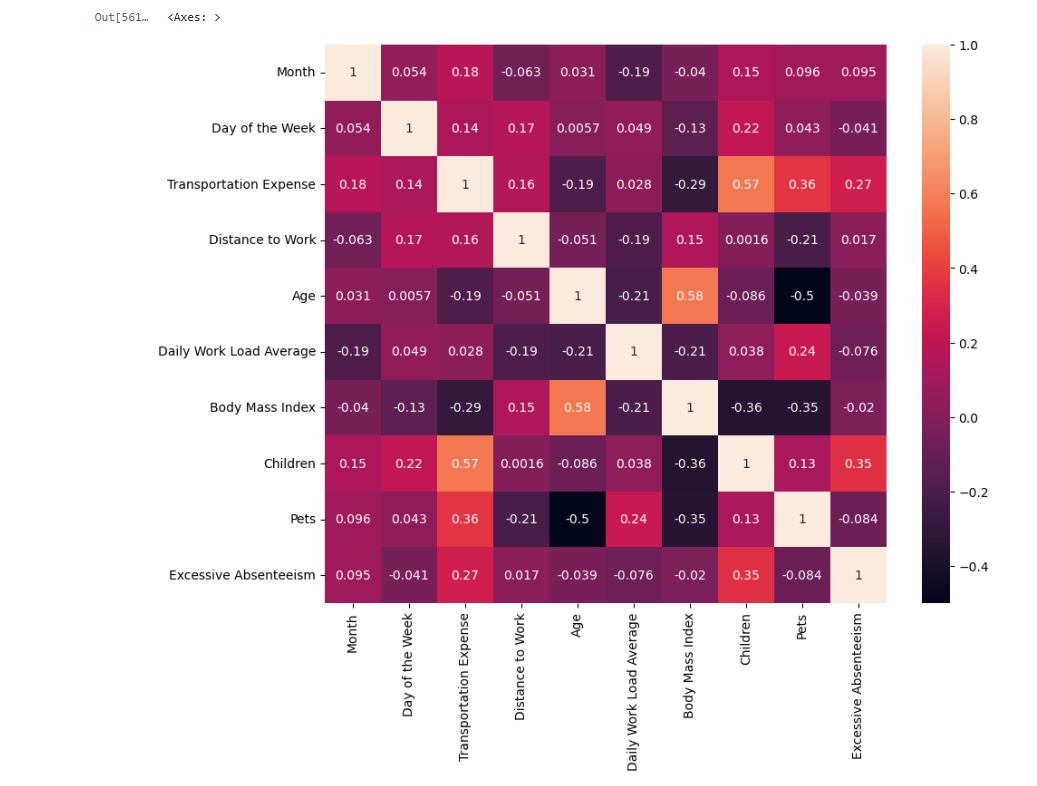 Out[561… <Axes: >
Month 1 0.054 0.18 -0.063 0.031 -0.19 -0.04 0.15 0.096 0.095
Day of the Week 0.054 1 0.14 0.17 0.0057 0.049 -0.13 0.22 0.043 -0.041
Transportation Expense 0.18 0.14 1 0.16 -0.19 0.028 -0.29 0.57 0.36 0.27
Distance to Work -0.063 0.17 0.16 1 -0.051 -0.19 0.15 0.0016 -0.21 0.017
Age 0.031 0.0057 -0.19 -0.051 1 -0.21 0.58 -0.086 -0.5 -0.039
Daily Work Load Average -0.19 0.049 0.028 -0.19 -0.21 1 -0.21 0.038 0.24 -0.076
Body Mass Index -0.04 -0.13 -0.29 0.15 0.58 -0.21 1 -0.36 -0.35 -0.02
Children 0.15 0.22 0.57 0.0016 -0.086 0.038 -0.36 1 0.13 0.35
Pets 0.096 0.043 0.36 -0.21 -0.5 0.24 -0.35 0.13 1 -0.084
Excessive Absenteeism 0.095 -0.041 0.27 0.017 -0.039 -0.076 -0.02 0.35 -0.084 1
Month
Day of the Week
Transportation Expense
Distance to Work
Age
Daily Work Load Average
Body Mass Index
Children
Pets
Excessive Absenteeism
1.0
0.8
0.6
0.4
0.2
0.0
−0.2
−0.4